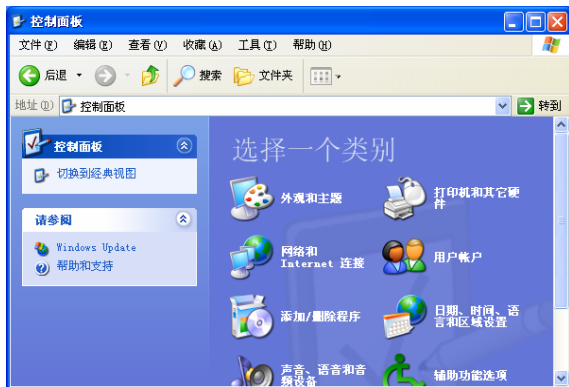 控制面板
文件(F) 编辑(E) 查看(V) 收藏(A) 工具(T) 帮助(H)
后退 搜索 文件夹
地址(D) 控制面板 转到
控制面板
切换到经典视图
请参阅
Windows Update
帮助和支持
选择一个类别
外观和主题
打印机和其它硬
件
网络和
Internet 连接
用户帐户
添加/删除程序
日期、时间、语
言和区域设置
声音、语音和音
频设备
辅助功能选项